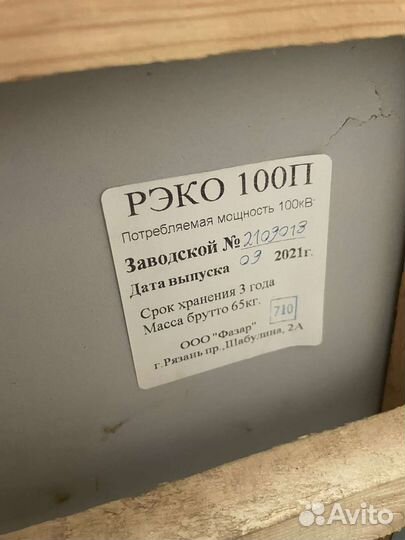 РЭКО 100П
Потребляемая мощность 100кВ
Заводской № 2109013
Дата выпуска 09 2021г.
Срок хранения 3 года
Масса брутто 65кг.
710
ООО "Фазар"
г.Рязань пр.,Шабулина, 2А
Avito